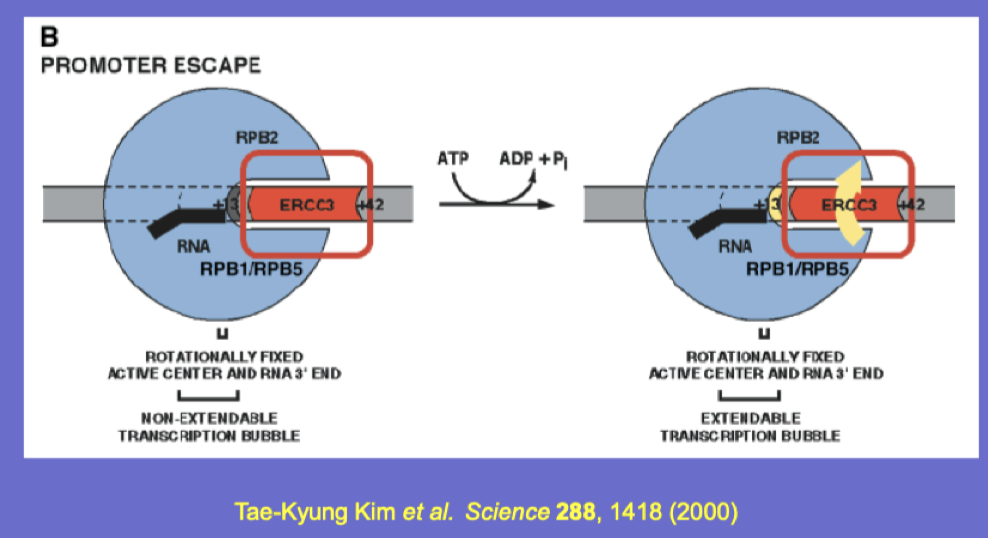 B
PROMOTER ESCAPE
RPB2
ATP ADP + Pi
RPB2
+13 ERCC3 +42
+13 ERCC3 +42
RNA
RNA
RPB1/RPB5
RPB1/RPB5
ROTATIONALLY FIXED
ACTIVE CENTER AND RNA 3' END
ROTATIONALLY FIXED
ACTIVE CENTER AND RNA 3' END
NON-EXTENDABLE
TRANSCRIPTION BUBBLE
EXTENDABLE
TRANSCRIPTION BUBBLE
Tae-Kyung Kim et al. Science 288, 1418 (2000)